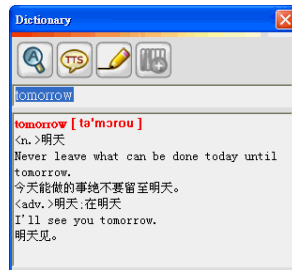 Dictionary
TTS
tomorrow
tomorrow [ tə'mɔrou ]
<n.>明天
Never leave what can be done today until
tomorrow.
今天能做的事绝不要留至明天。
<adv.>明天;在明天
I'll see you tomorrow.
明天见。